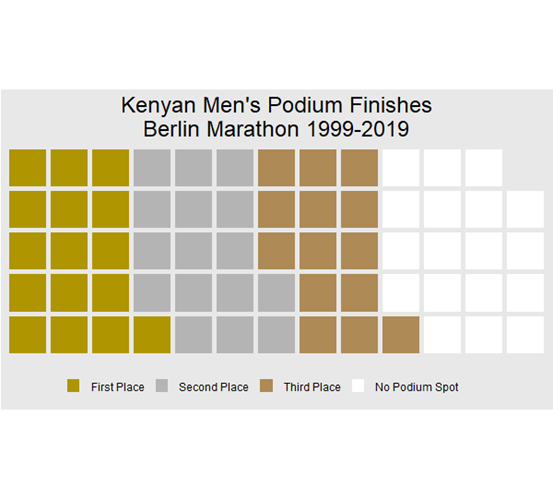 Kenyan Men's Podium Finishes
Berlin Marathon 1999-2019
First Place Second Place Third Place No Podium Spot